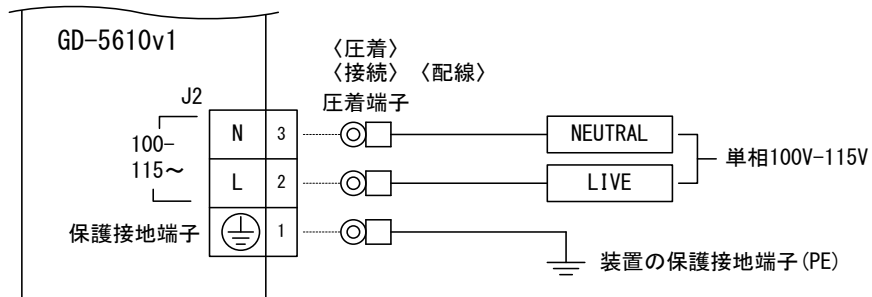 GD-5610v1
〈圧着〉
〈接続〉〈配線〉
圧着端子
J2
100-
115～
N 3
L 2
保護接地端子 1
NEUTRAL
LIVE
単相100V-115V
装置の保護接地端子(PE)